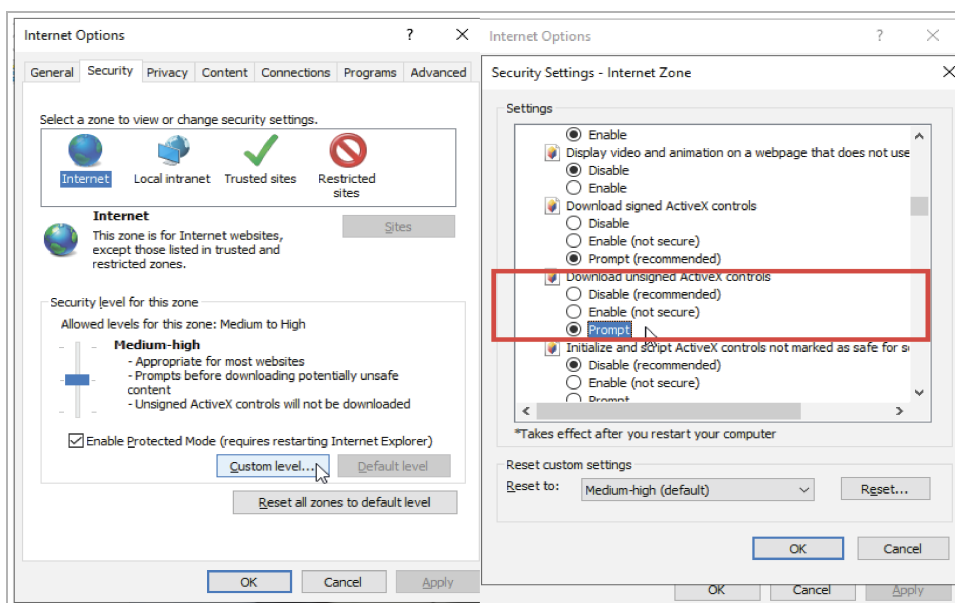 Internet Options
?
General Security Privacy Content Connections Programs Advanced
Select a zone to view or change security settings.
Internet
Local intranet
Trusted sites
Restricted
sites
Internet
This zone is for Internet websites,
except those listed in trusted and
restricted zones.
Sites
Security level for this zone
Allowed levels for this zone: Medium to High
Medium-high
- Appropriate for most websites
- Prompts before downloading potentially unsafe
content
- Unsigned ActiveX controls will not be downloaded
Enable Protected Mode (requires restarting Internet Explorer)
Custom level...
Default level
Reset all zones to default level
OK
Cancel
Apply
Internet Options
?
Security Settings - Internet Zone
Settings
Enable
Display video and animation on a webpage that does not use
Disable
Enable
Download signed ActiveX controls
Disable
Enable (not secure)
Prompt (recommended)
Download unsigned ActiveX controls
Disable (recommended)
Enable (not secure)
Prompt
Initialize and script ActiveX controls not marked as safe for
Disable (recommended)
Enable (not secure)
Prompt
*Takes effect after you restart your computer
Reset custom settings
Reset to:
Medium-high (default)
Reset...
OK
Cancel
OK
Cancel
Apply